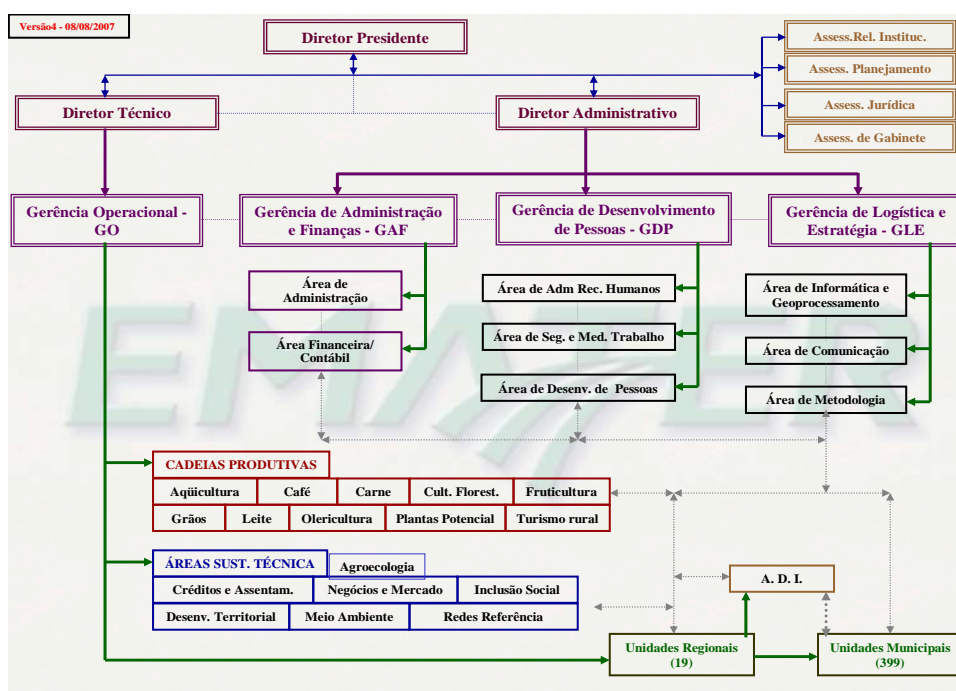 Versão4 - 08/08/2007
Diretor Presidente
Assess.Rel. Instituc.
Assess. Planejamento
Assess. Jurídica
Assess. de Gabinete
Diretor Técnico
Diretor Administrativo
Gerência Operacional -
GO
Gerência de Administração
e Finanças - GAF
Gerência de Desenvolvimento
de Pessoas - GDP
Gerência de Logística e
Estratégia - GLE
Área de
Administração
Área Financeira/
Contábil
Área de Adm Rec. Humanos
Área de Seg. e Med. Trabalho
Área de Desenv. de Pessoas
Área de Informática e
Geoprocessamento
Área de Comunicação
Área de Metodologia
EMATER
CADEIAS PRODUTIVAS
Aqüicultura Café Carne Cult. Florest. Fruticultura
Grãos Leite Olericultura Plantas Potencial Turismo rural
ÁREAS SUST. TÉCNICA Agroecologia
Créditos e Assentam. Negócios e Mercado Inclusão Social
Desenv. Territorial Meio Ambiente Redes Referência
A. D. I.
Unidades Regionais
(19)
Unidades Municipais
(399)